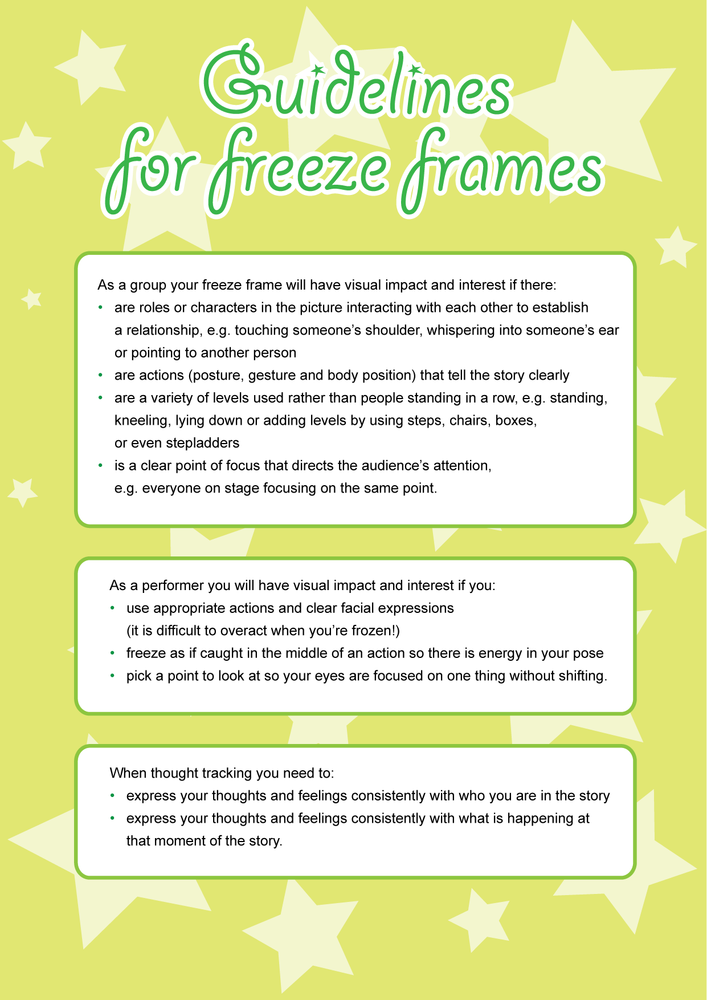 Guidelines
for freeze frames
As a group your freeze frame will have visual impact and interest if there:
• are roles or characters in the picture interacting with each other to establish
a relationship, e.g. touching someone’s shoulder, whispering into someone’s ear
or pointing to another person
• are actions (posture, gesture and body position) that tell the story clearly
• are a variety of levels used rather than people standing in a row, e.g. standing,
kneeling, lying down or adding levels by using steps, chairs, boxes,
or even stepladders
• is a clear point of focus that directs the audience’s attention,
e.g. everyone on stage focusing on the same point.
As a performer you will have visual impact and interest if you:
• use appropriate actions and clear facial expressions
(it is difficult to overact when you’re frozen!)
• freeze as if caught in the middle of an action so there is energy in your pose
• pick a point to look at so your eyes are focused on one thing without shifting.
When thought tracking you need to:
• express your thoughts and feelings consistently with who you are in the story
• express your thoughts and feelings consistently with what is happening at
that moment of the story.